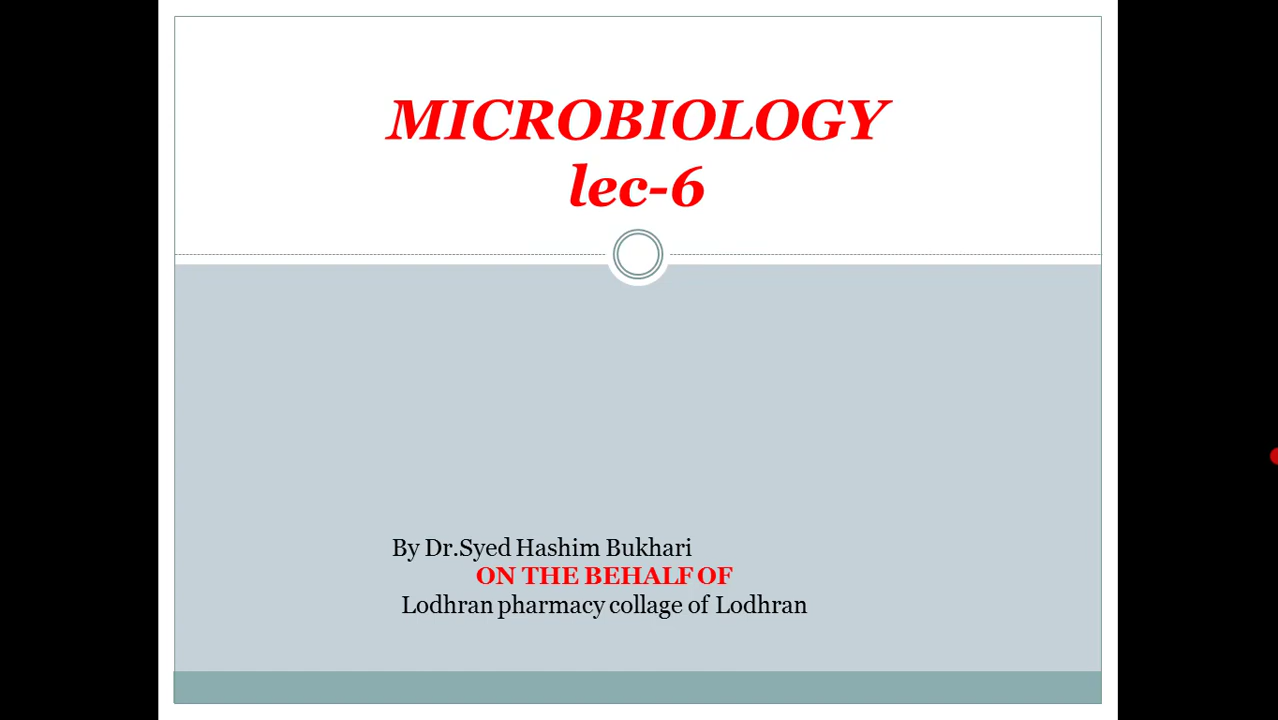 MICROBIOLOGY
lec-6
By Dr.Syed Hashim Bukhari
ON THE BEHALF OF
Lodhran pharmacy collage of Lodhran